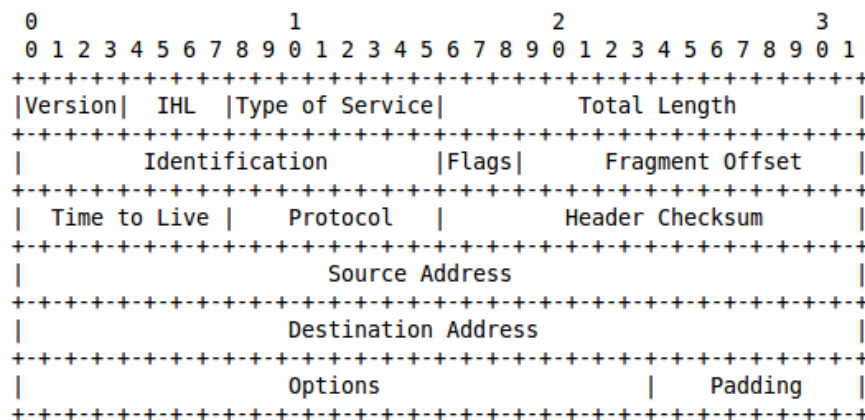 0                   1                   2                   3
 0 1 2 3 4 5 6 7 8 9 0 1 2 3 4 5 6 7 8 9 0 1 2 3 4 5 6 7 8 9 0 1
+-+-+-+-+-+-+-+-+-+-+-+-+-+-+-+-+-+-+-+-+-+-+-+-+-+-+-+-+-+-+-+-+
|Version|  IHL  |Type of Service|          Total Length         |
+-+-+-+-+-+-+-+-+-+-+-+-+-+-+-+-+-+-+-+-+-+-+-+-+-+-+-+-+-+-+-+-+
|         Identification        |Flags|      Fragment Offset    |
+-+-+-+-+-+-+-+-+-+-+-+-+-+-+-+-+-+-+-+-+-+-+-+-+-+-+-+-+-+-+-+-+
|  Time to Live |    Protocol   |         Header Checksum       |
+-+-+-+-+-+-+-+-+-+-+-+-+-+-+-+-+-+-+-+-+-+-+-+-+-+-+-+-+-+-+-+-+
|                       Source Address                          |
+-+-+-+-+-+-+-+-+-+-+-+-+-+-+-+-+-+-+-+-+-+-+-+-+-+-+-+-+-+-+-+-+
|                    Destination Address                        |
+-+-+-+-+-+-+-+-+-+-+-+-+-+-+-+-+-+-+-+-+-+-+-+-+-+-+-+-+-+-+-+-+
|                    Options                    |    Padding    |
+-+-+-+-+-+-+-+-+-+-+-+-+-+-+-+-+-+-+-+-+-+-+-+-+-+-+-+-+-+-+-+-+